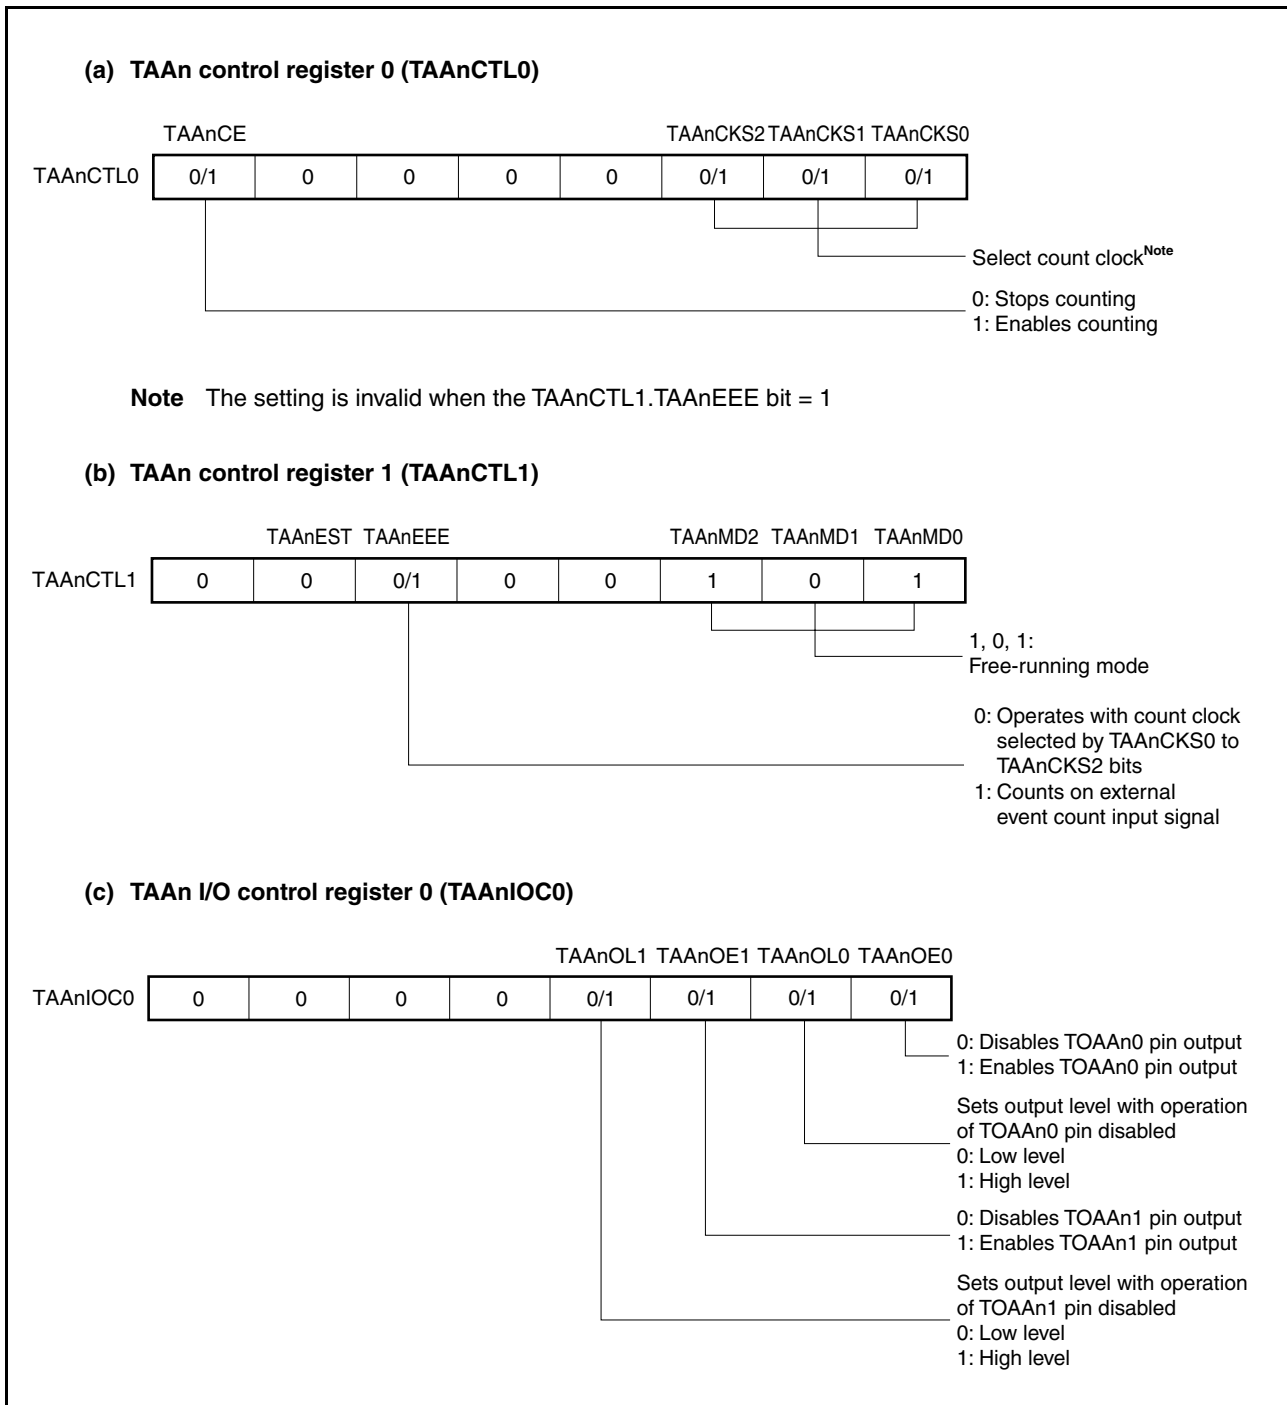 (a) TAAn control register 0 (TAAnCTL0)
TAAnCE TAAnCKS2 TAAnCKS1 TAAnCKS0
TAAnCTL0 0/1 0 0 0 0 0/1 0/1 0/1
Select count clockNote
0: Stops counting
1: Enables counting
Note The setting is invalid when the TAAnCTL1.TAAnEEE bit = 1
(b) TAAn control register 1 (TAAnCTL1)
TAAnEST TAAnEEE TAAnMD2 TAAnMD1 TAAnMD0
TAAnCTL1 0 0 0/1 0 0 1 0 1
1, 0, 1:
Free-running mode
0: Operates with count clock
selected by TAAnCKS0 to
TAAnCKS2 bits
1: Counts on external
event count input signal
(c) TAAn I/O control register 0 (TAAnIOC0)
TAAnOL1 TAAnOE1 TAAnOL0 TAAnOE0
TAAnIOC0 0 0 0 0 0/1 0/1 0/1 0/1
0: Disables TOAAn0 pin output
1: Enables TOAAn0 pin output
Sets output level with operation
of TOAAn0 pin disabled
0: Low level
1: High level
0: Disables TOAAn1 pin output
1: Enables TOAAn1 pin output
Sets output level with operation
of TOAAn1 pin disabled
0: Low level
1: High level